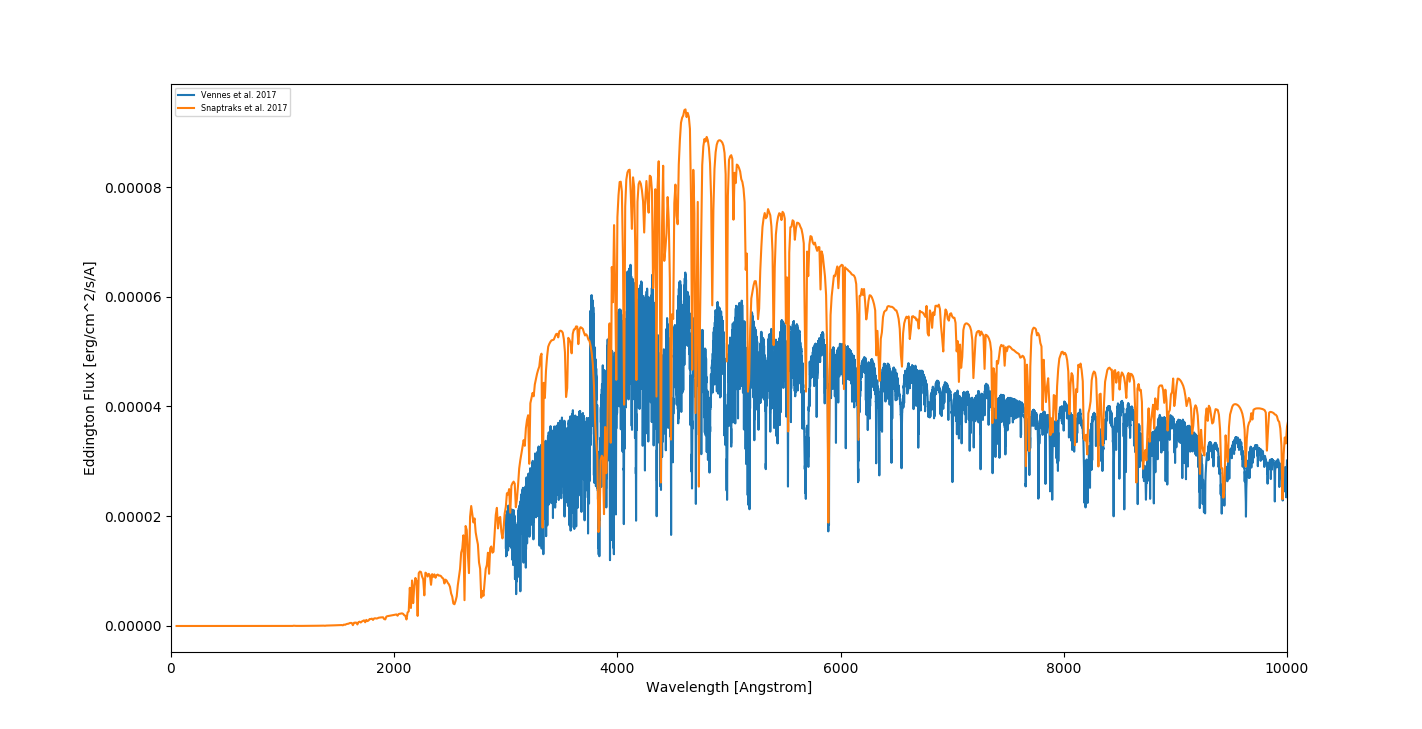 Vennes et al. 2017
Snaptraks et al. 2017
0.00008
0.00006
0.00004
0.00002
0.00000
Eddington Flux [erg/cm^2/s/A]
0 2000 4000 6000 8000 10000
Wavelength [Angstrom]